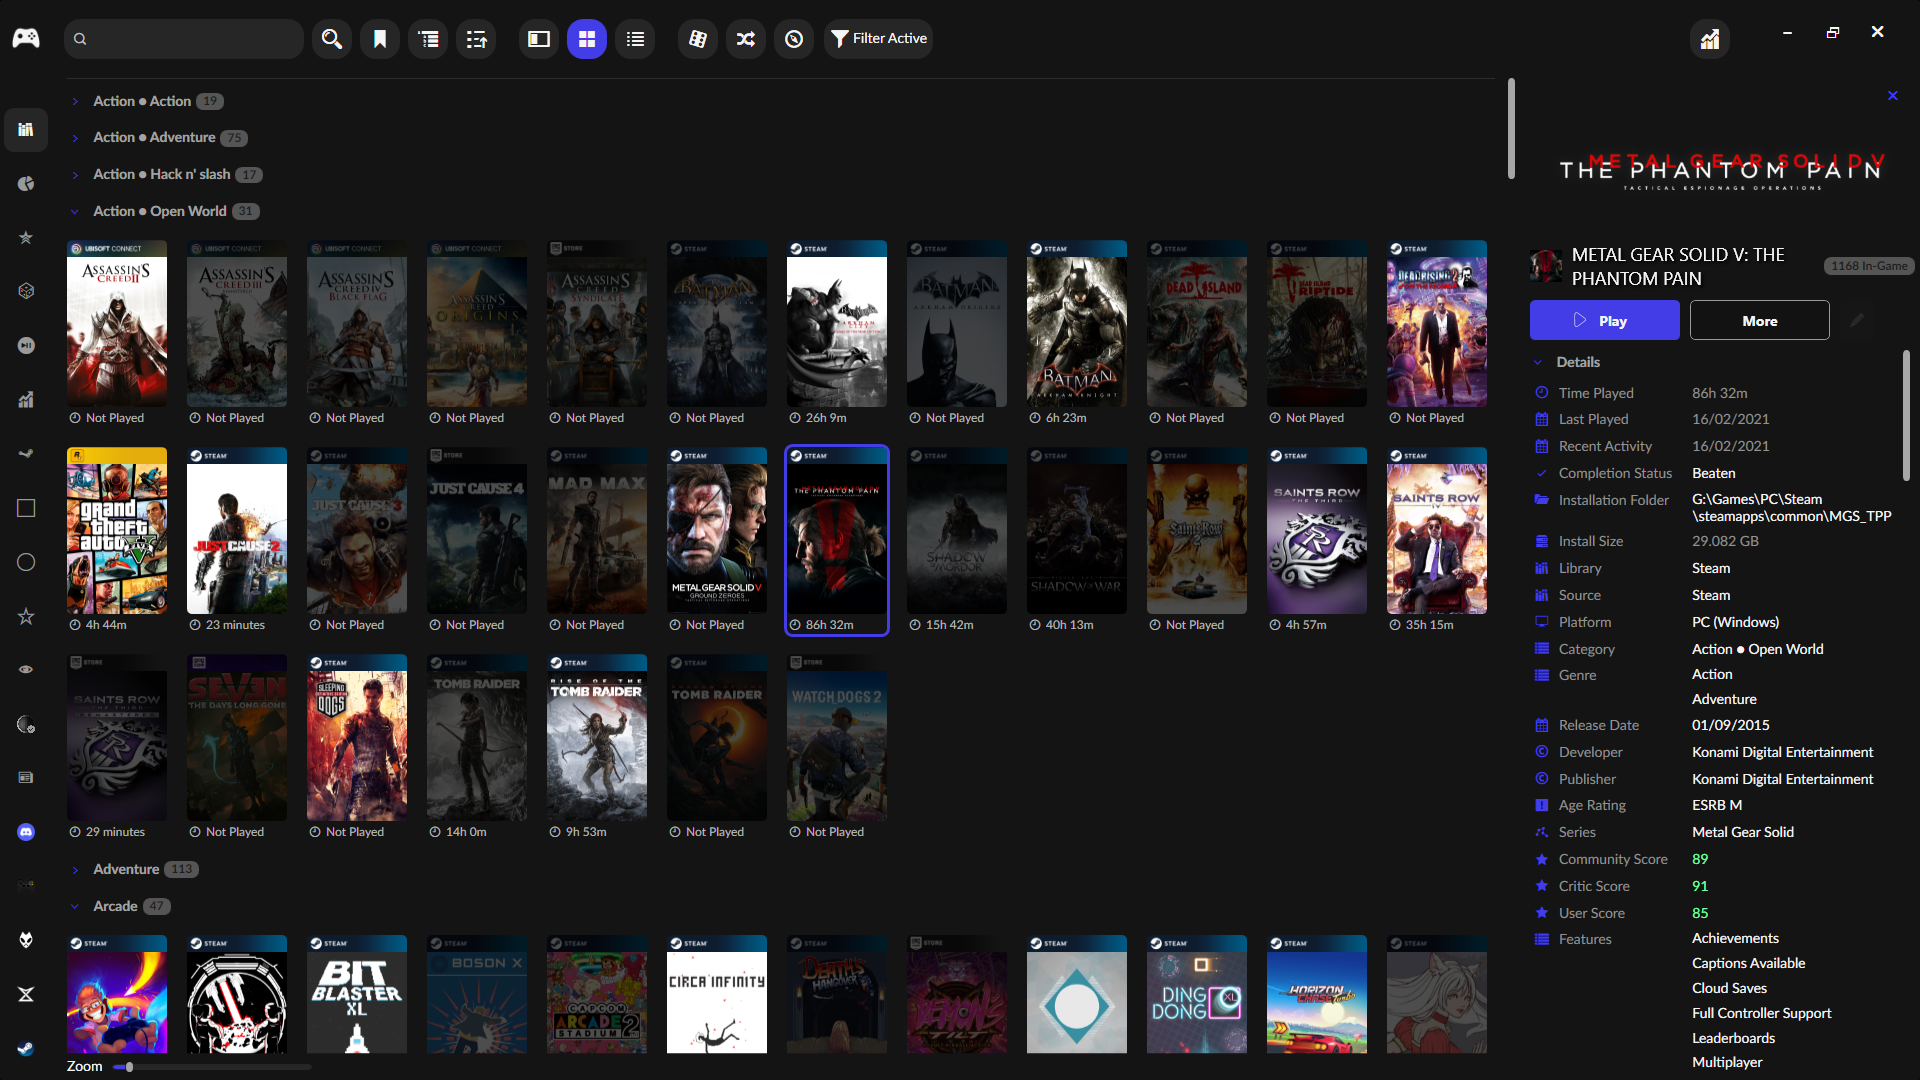 Filter Active
Action ● Action 19
Action ● Adventure 75
Action ● Hack n' slash 17
Action ● Open World 31
UBISOFT CONNECT
UBISOFT CONNECT
UBISOFT CONNECT
UBISOFT CONNECT
STORE
STEAM
STEAM
STEAM
STEAM
STEAM
STEAM
STEAM
ASSASSIN'S CREED II
ASSASSIN'S CREED III
ASSASSIN'S CREED IV BLACK FLAG
ASSASSIN'S CREED ORIGINS
ASSASSIN'S CREED SYNDICATE
BATMAN
BATMAN ARKHAM CITY
BATMAN ARKHAM ORIGINS
BATMAN ARKHAM KNIGHT
DEAD ISLAND
DEAD ISLAND RIPTIDE
DEADRISING 2
Not Played
Not Played
Not Played
Not Played
Not Played
Not Played
26h 9m
Not Played
6h 23m
Not Played
Not Played
Not Played
STEAM
STEAM
STORE
STEAM
STEAM
STEAM
STEAM
STEAM
STEAM
STEAM
STEAM
grand theft auto V
JUST CAUSE 2
JUST CAUSE 3
JUST CAUSE 4
MAD MAX
METAL GEAR SOLID V
GROUND ZEROES
THE PHANTOM PAIN
SHADOW OF MORDOR
SHADOW OF WAR
Saints Row 2
SAINTS ROW
THE THIRD
SAINTS ROW
IV
4h 44m
23 minutes
Not Played
Not Played
Not Played
Not Played
86h 32m
15h 42m
40h 13m
Not Played
4h 57m
35h 15m
STORE
STEAM
STEAM
STEAM
STEAM
STORE
SAINTS ROW
THE THIRD
REMASTERED
SEVEN
THE DAYS LONG GONE
SLEEPING DOGS
TOMB RAIDER
RISE OF THE
TOMB RAIDER
TOMB RAIDER
WATCH DOGS 2
29 minutes
Not Played
Not Played
14h 0m
9h 53m
Not Played
Not Played
Adventure 113
Arcade 47
STEAM
STEAM
STEAM
STEAM
STEAM
STEAM
STEAM
STORE
STEAM
STEAM
STEAM
STEAM
BIT BLASTER XL
BOSON X
CAPCOM ARCADE STADIUM 2
CIRCA INFINITY
DEATH'S HANGOVER
DEMON'S
DING DONG XL
HORIZON CHASE Turbo
Zoom
METAL GEAR SOLID V
THE PHANTOM PAIN
TACTICAL ESPIONAGE OPERATIONS
METAL GEAR SOLID V: THE
PHANTOM PAIN
1168 In-Game
Play
More
Details
Time Played 86h 32m
Last Played 16/02/2021
Recent Activity 16/02/2021
Completion Status Beaten
Installation Folder G:\Games\PC\Steam
\steamapps\common\MGS_TPP
Install Size 29.082 GB
Library Steam
Source Steam
Platform PC (Windows)
Category Action ● Open World
Genre Action
Adventure
Release Date 01/09/2015
Developer Konami Digital Entertainment
Publisher Konami Digital Entertainment
Age Rating ESRB M
Series Metal Gear Solid
Community Score 89
Critic Score 91
User Score 85
Features Achievements
Captions Available
Cloud Saves
Full Controller Support
Leaderboards
Multiplayer